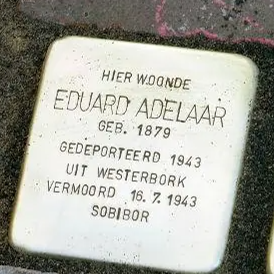 HIER WOONDE
EDUARD ADELAAR
GEB. 1879
GEDEPORTEERD 1943
UIT WESTERBORK
VERMOORD 16.7.1943
SOBIBOR